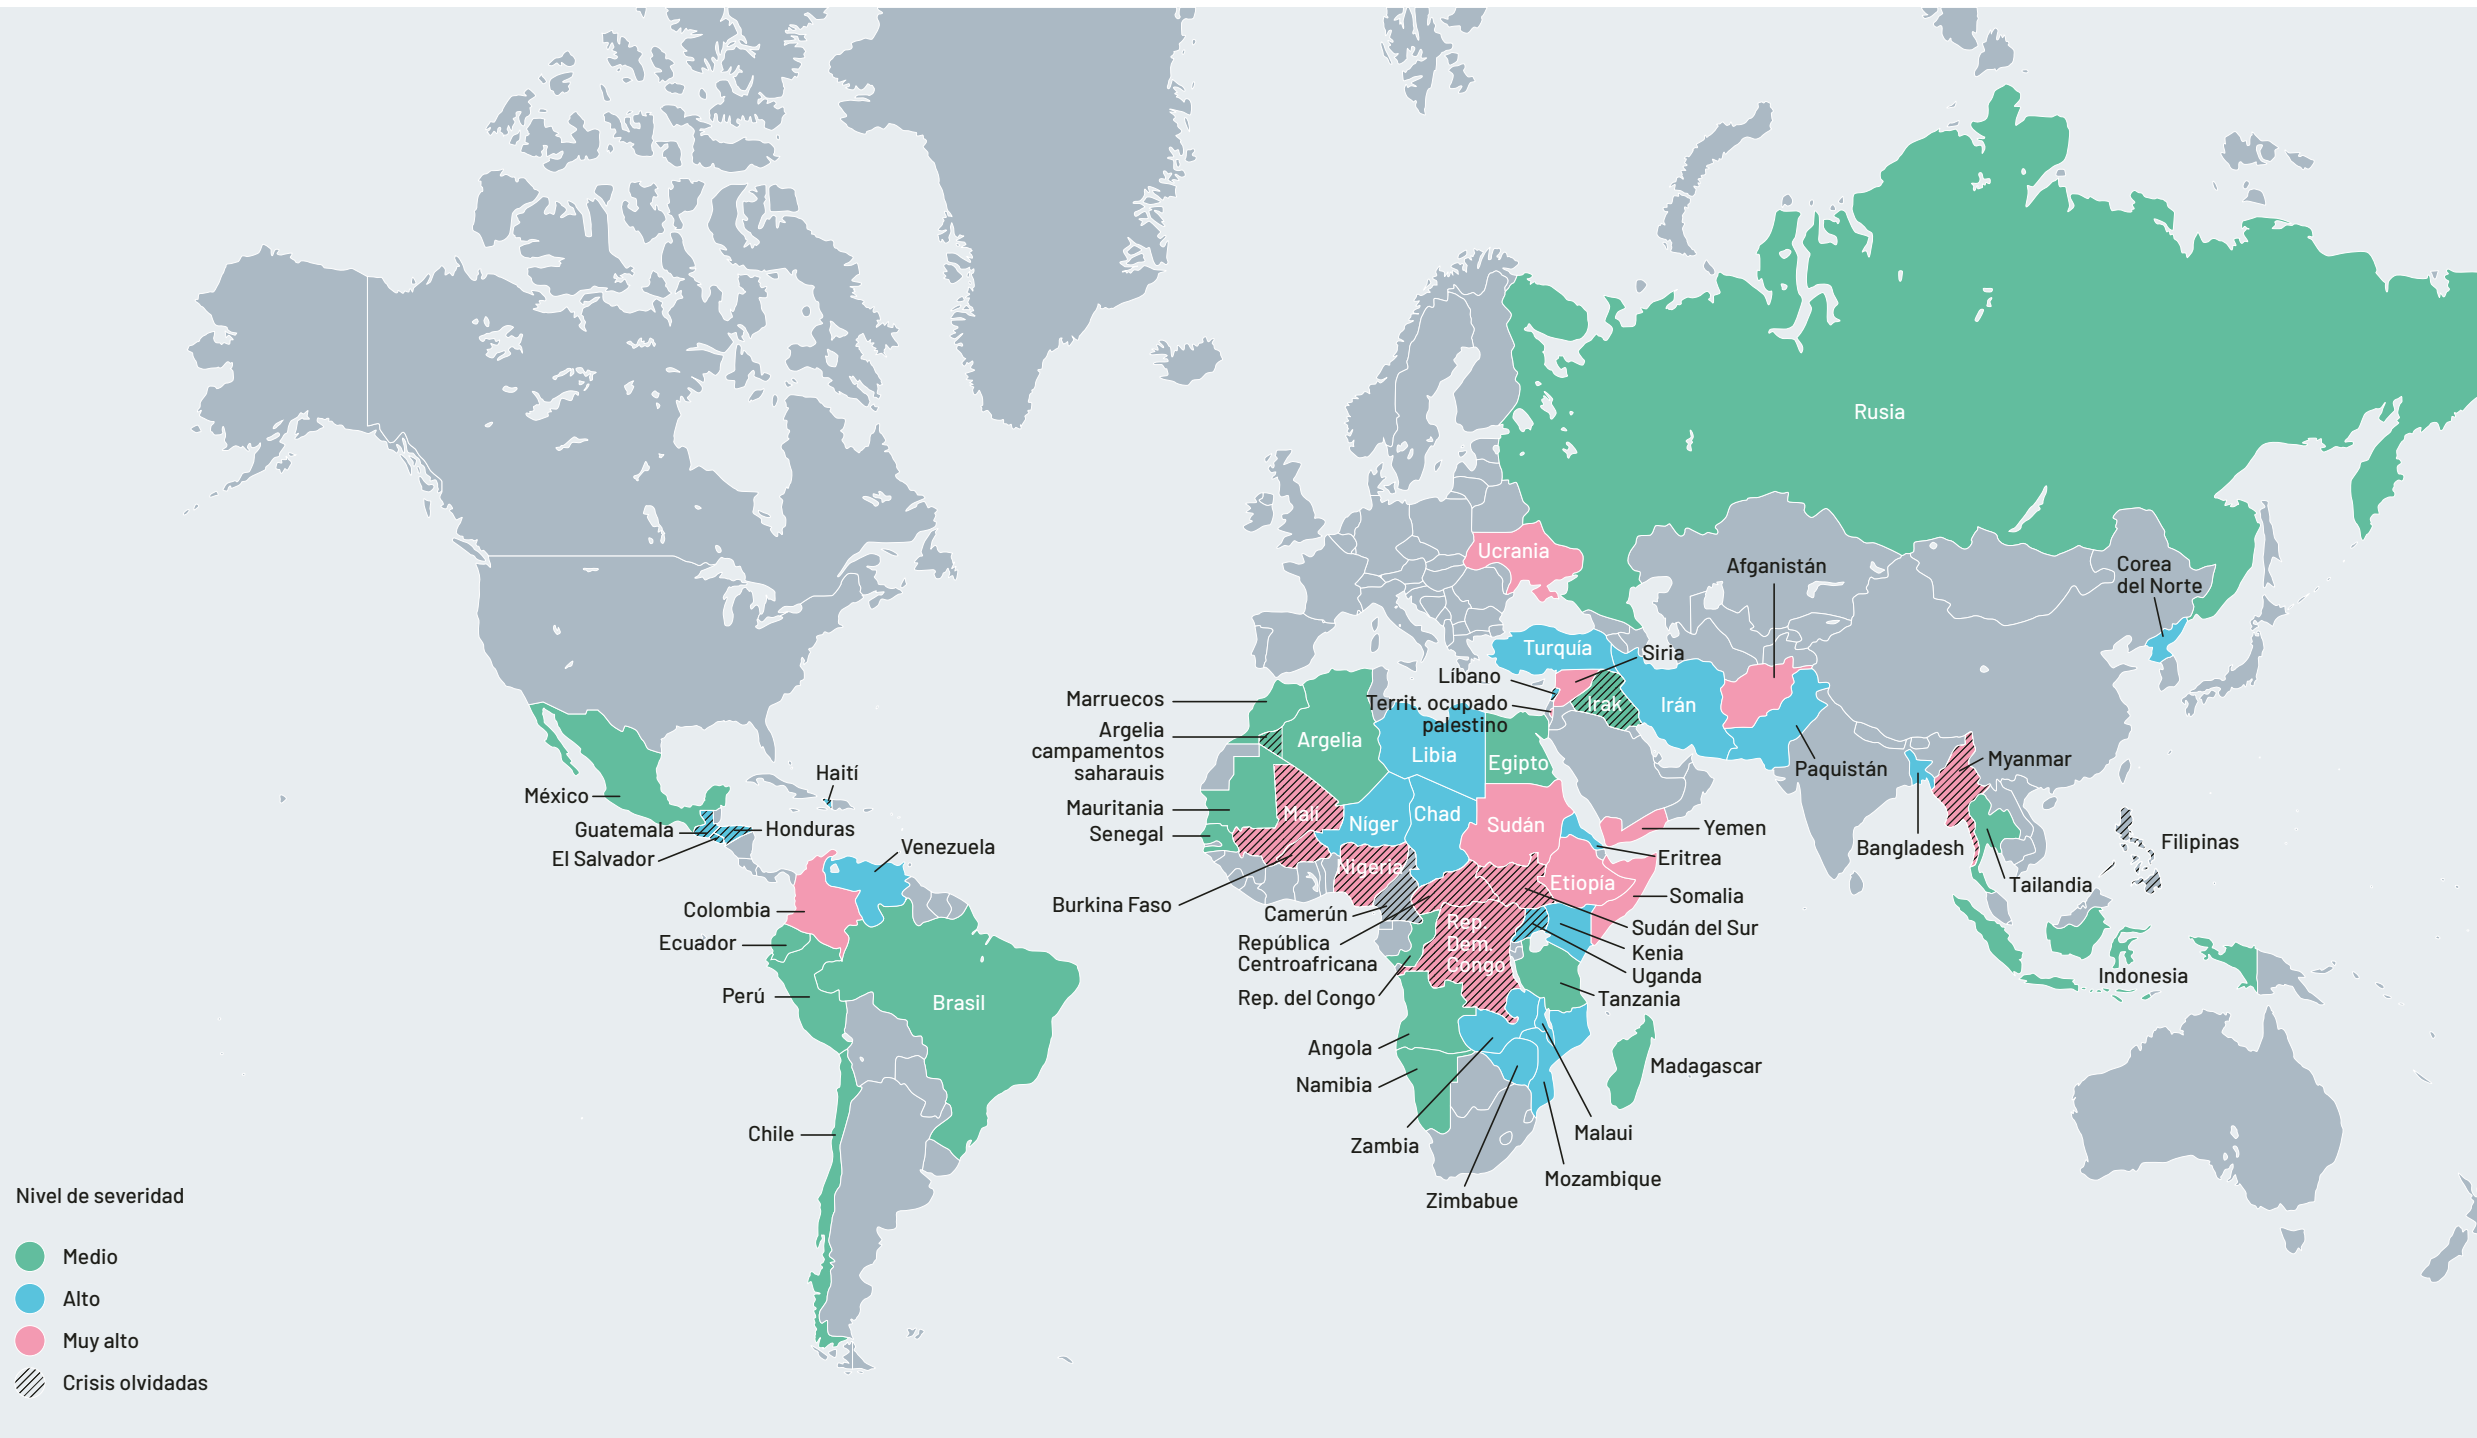 Rusia
Ucrania
Afganistán
Corea
del Norte
Turquía
Siria
Líbano
Territ. ocupado
palestino
Irak
Irán
Marruecos
Argelia
campamentos
saharauis
Argelia
Libia
Egipto
Paquistán
Myanmar
Haití
México
Mauritania
Malí
Níger
Chad
Sudán
Yemen
Guatemala
Honduras
Senegal
El Salvador
Venezuela
Bangladesh
Filipinas
Eritrea
Nigeria
Etiopía
Tailandia
Somalia
Burkina Faso
Colombia
Camerún
Rep.
Dem.
Congo
Sudán del Sur
Ecuador
República
Centroafricana
Kenia
Uganda
Indonesia
Perú
Brasil
Rep. del Congo
Tanzania
Angola
Madagascar
Namibia
Chile
Zambia
Malaui
Mozambique
Zimbabue
Nivel de severidad
Medio
Alto
Muy alto
Crisis olvidadas